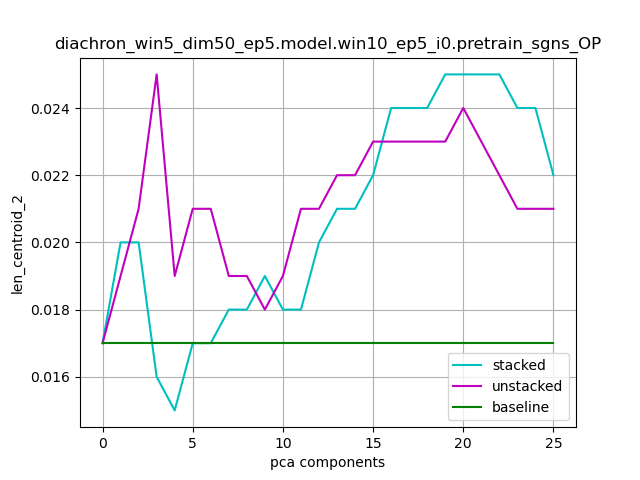 diachron_win5_dim50_ep5.model.win10_ep5_i0.pretrain_sgns_OP
len_centroid_2
0.024
0.022
0.020
0.018
0.016
stacked
unstacked
baseline
0 5 10 15 20 25
pca components